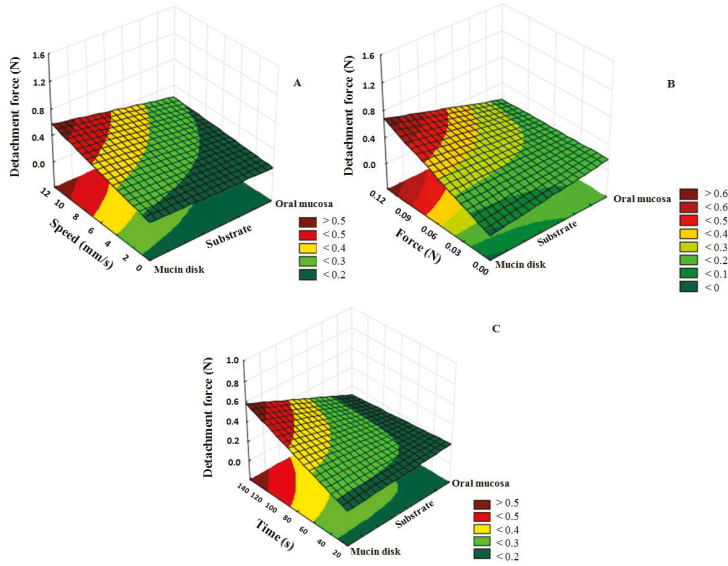 A
Detachment force (N)
1.6
1.2
0.8
0.4
0.0
12
10
8
6
4
2
0
Speed (mm/s)
Mucin disk
Substrate
Oral mucosa
> 0.5
< 0.5
< 0.4
< 0.3
< 0.2
B
Detachment force (N)
1.6
1.2
0.8
0.4
0.0
0.12
0.09
0.06
0.03
0.00
Force (N)
Mucin disk
Substrate
Oral mucosa
> 0.6
< 0.6
< 0.5
< 0.4
< 0.3
< 0.2
< 0.1
< 0
C
Detachment force (N)
1.0
0.8
0.6
0.4
0.2
0.0
140
120
100
80
60
40
20
Time (s)
Mucin disk
Substrate
Oral mucosa
> 0.5
< 0.5
< 0.4
< 0.3
< 0.2